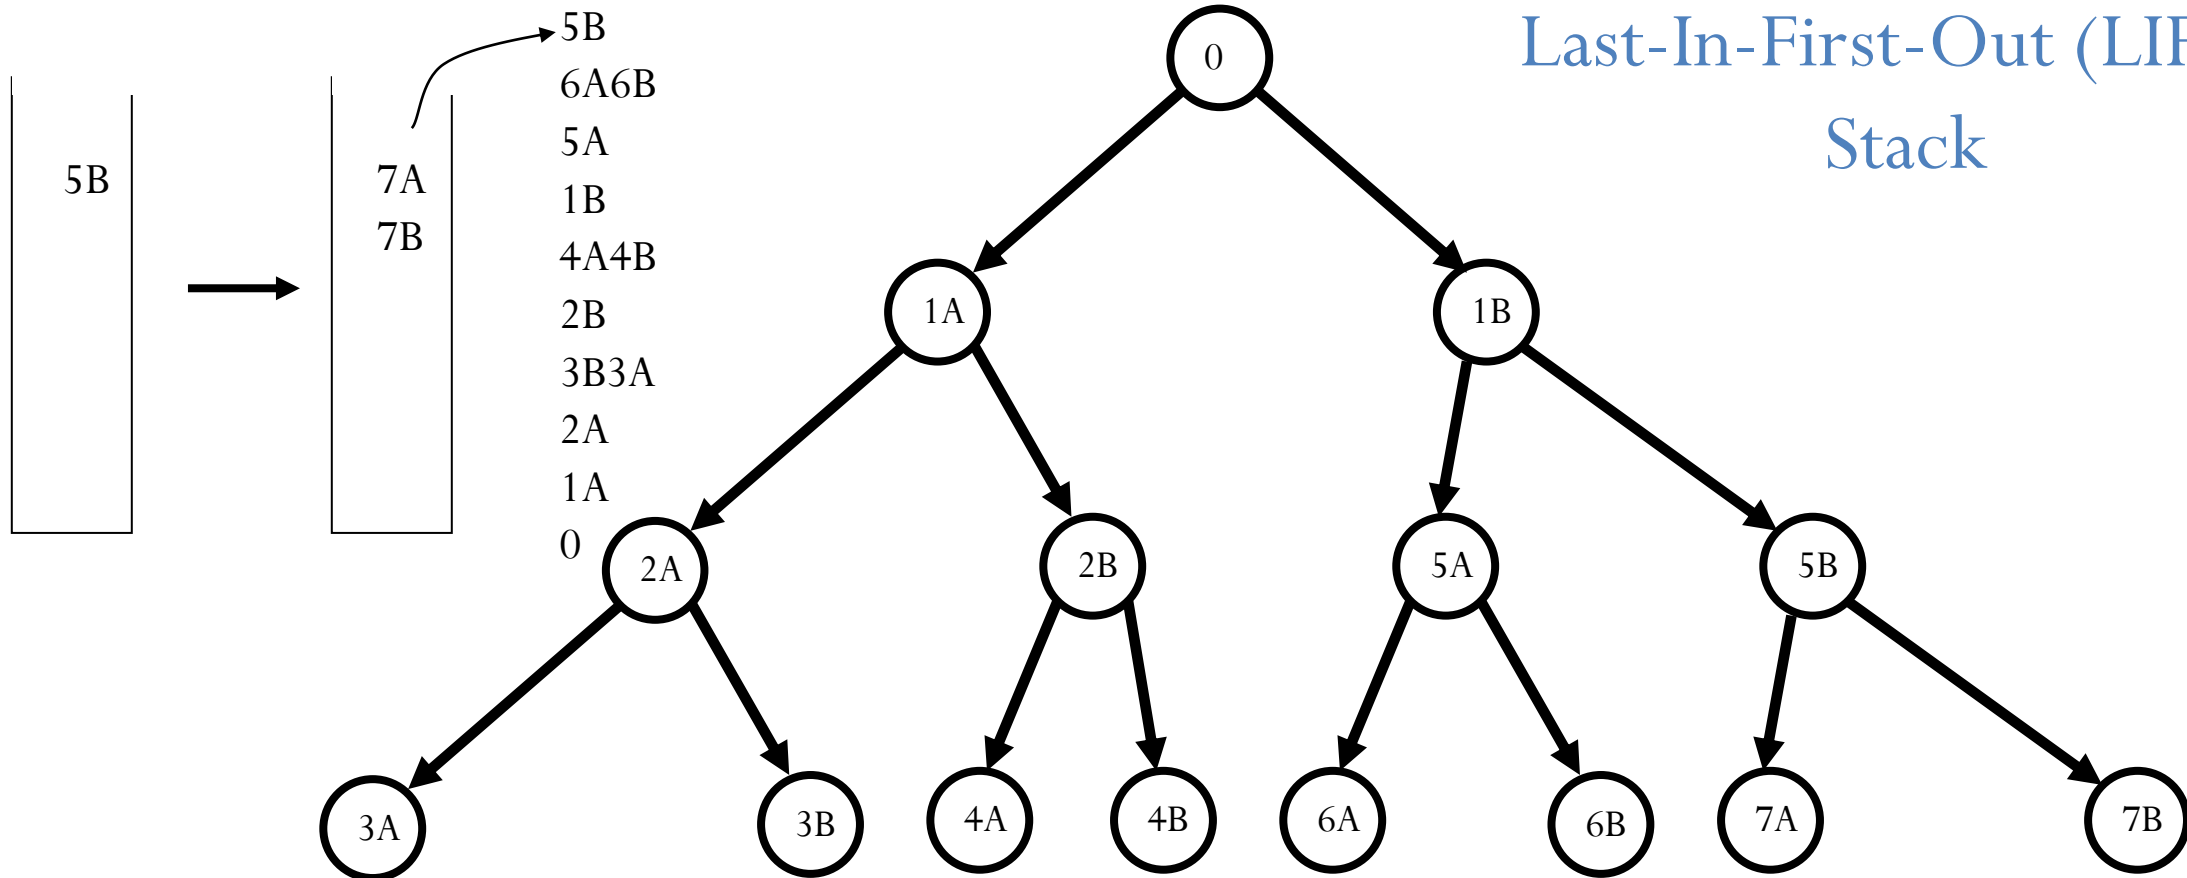 Last-In-First-Out (LIF
Stack
5B
7A
7B
5B
6A6B
5A
1B
4A4B
2B
3B3A
2A
1A
0
0
1A
1B
2A
2B
5A
5B
3A
3B
4A
4B
6A
6B
7A
7B